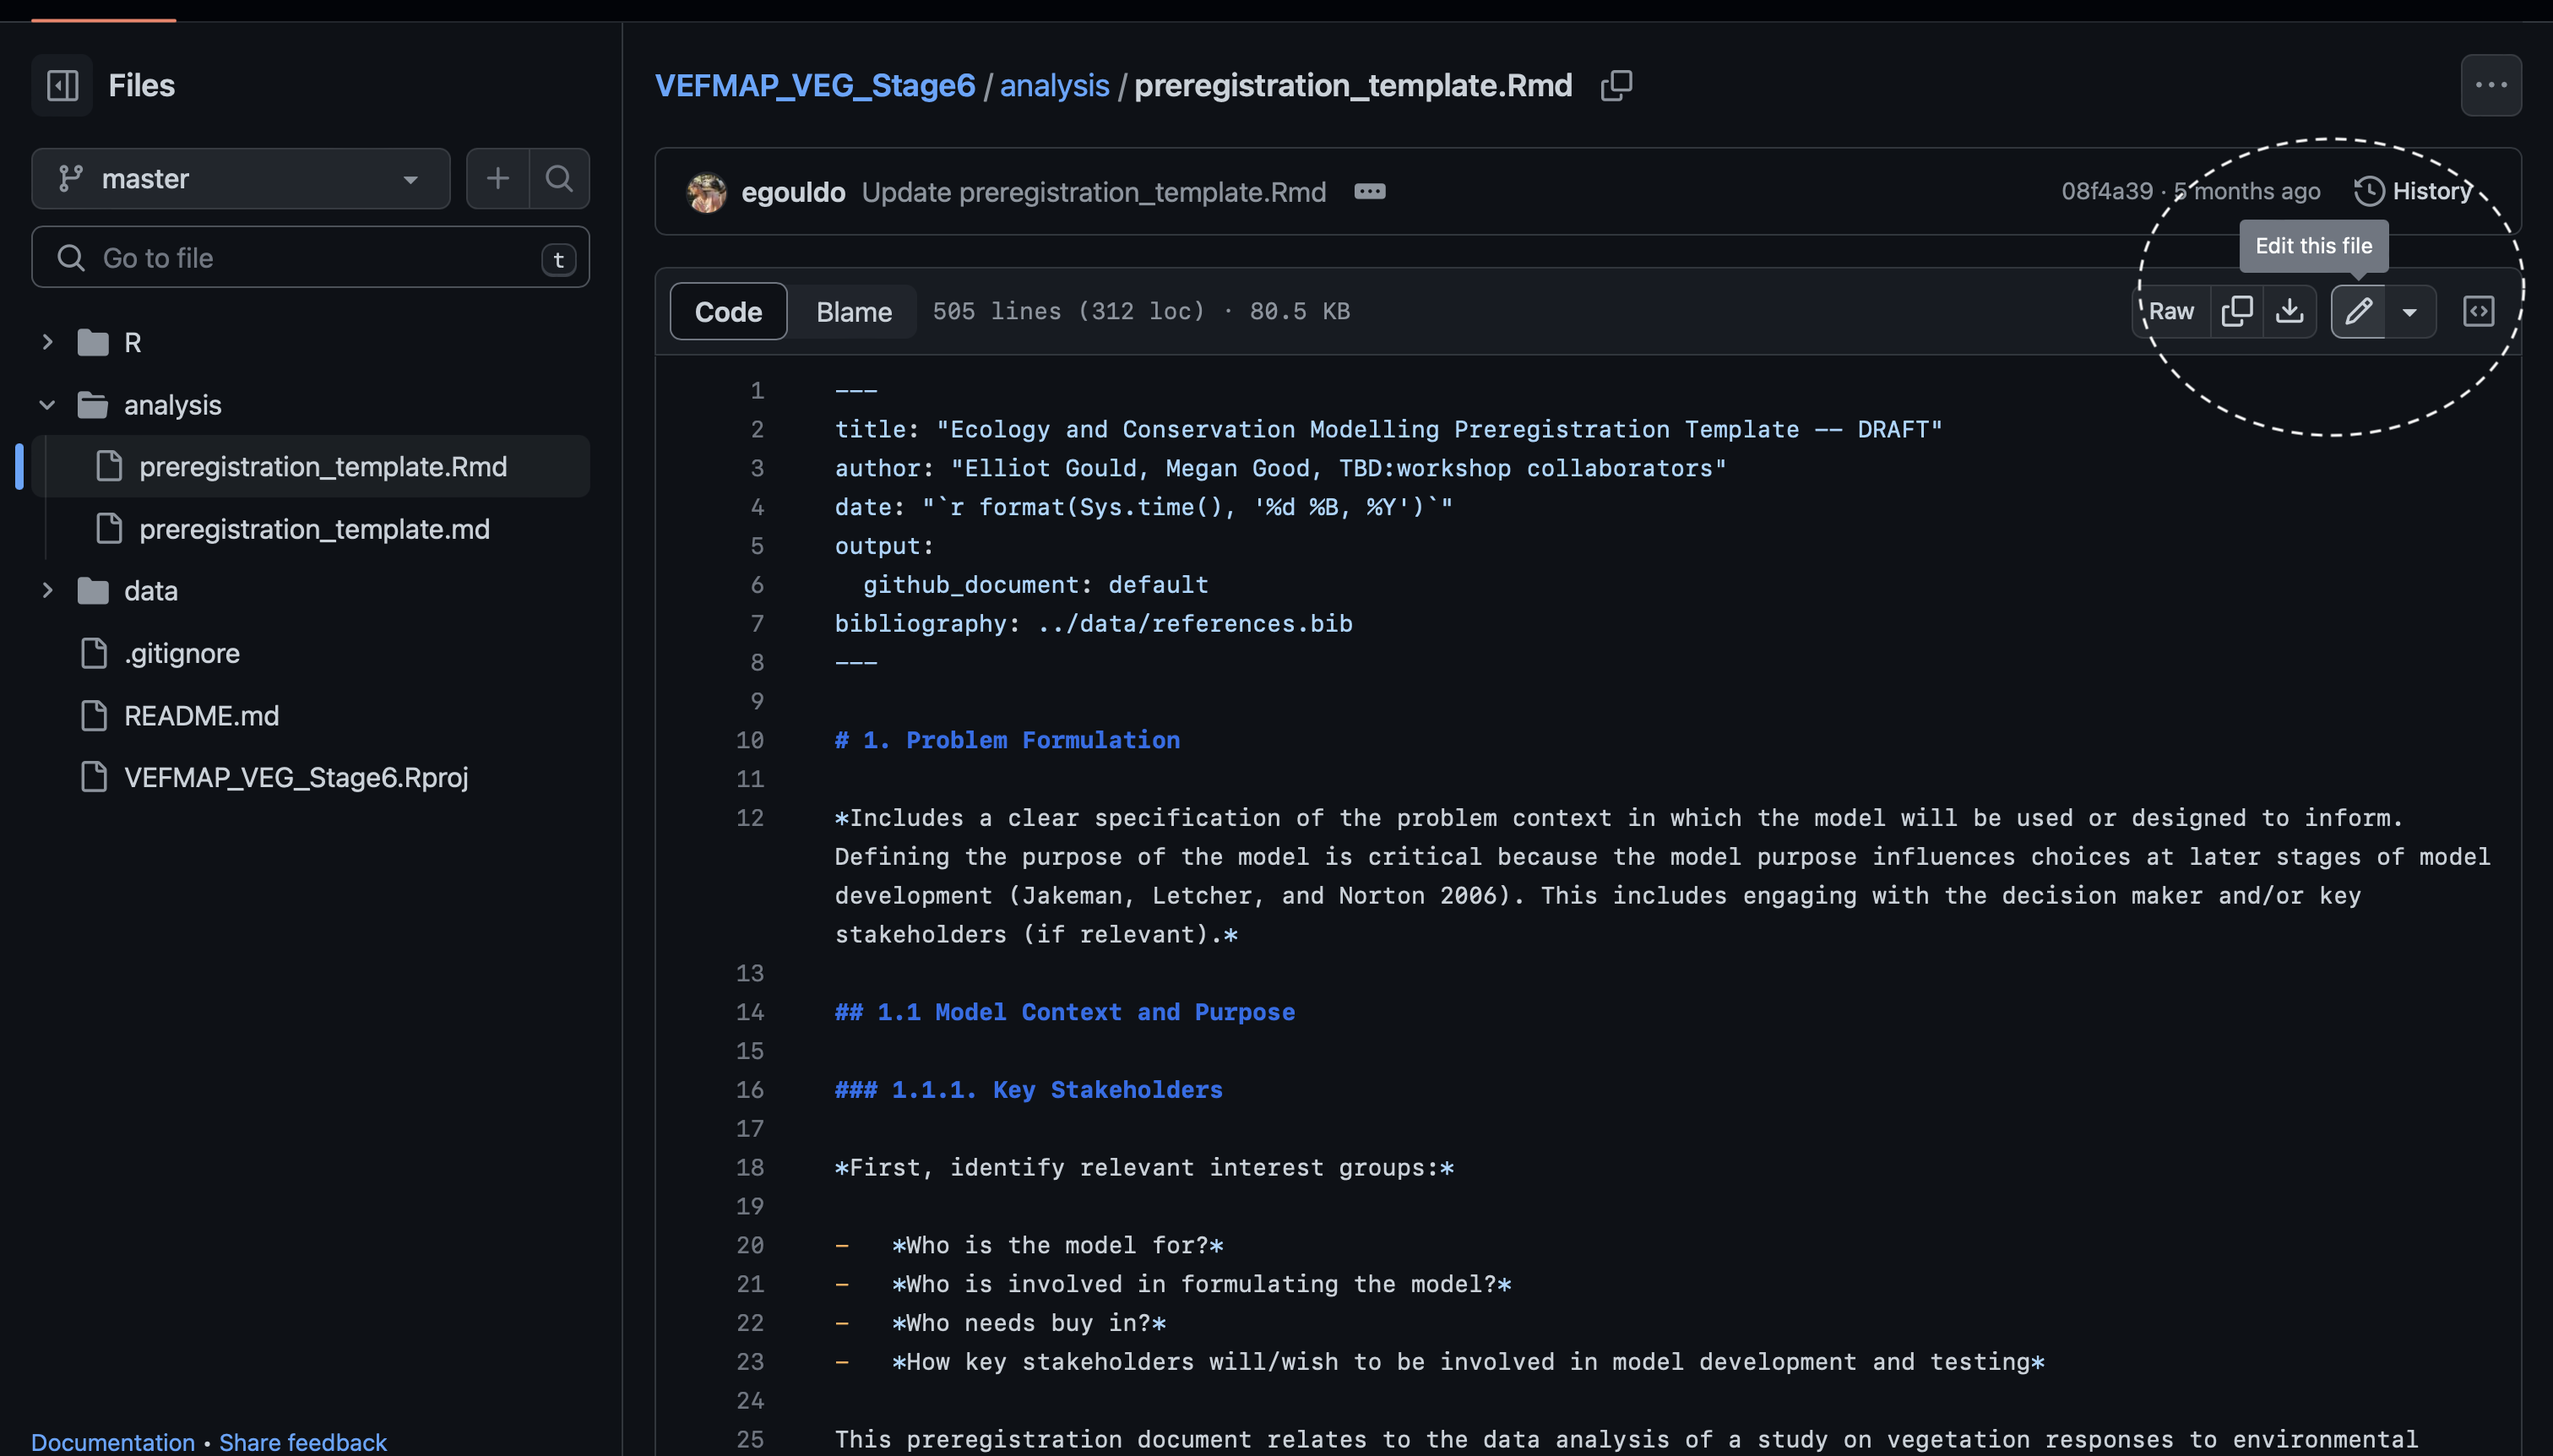 Files
master
Go to file
t
R
analysis
preregistration_template.Rmd
preregistration_template.md
data
.gitignore
README.md
VEFMAP_VEG_Stage6.Rproj
Documentation • Share feedback
VEFMAP_VEG_Stage6 / analysis / preregistration_template.Rmd
egouldo Update preregistration_template.Rmd
08f4a39 · 5 months ago History
Edit this file
Code Blame 505 lines (312 loc) · 80.5 KB
Raw
1 ---
2 title: "Ecology and Conservation Modelling Preregistration Template -- DRAFT"
3 author: "Elliot Gould, Megan Good, TBD:workshop collaborators"
4 date: "`r format(Sys.time(), '%d %B, %Y')`"
5 output:
6 github_document: default
7 bibliography: ../data/references.bib
8 ---
9
10 # 1. Problem Formulation
11
12 *Includes a clear specification of the problem context in which the model will be used or designed to inform.
Defining the purpose of the model is critical because the model purpose influences choices at later stages of model
development (Jakeman, Letcher, and Norton 2006). This includes engaging with the decision maker and/or key
stakeholders (if relevant).*
13
14 ## 1.1 Model Context and Purpose
15
16 ### 1.1.1. Key Stakeholders
17
18 *First, identify relevant interest groups:*
19
20 - *Who is the model for?*
21 - *Who is involved in formulating the model?*
22 - *Who needs buy in?*
23 - *How key stakeholders will/wish to be involved in model development and testing*
24
25 This preregistration document relates to the data analysis of a study on vegetation responses to environmental